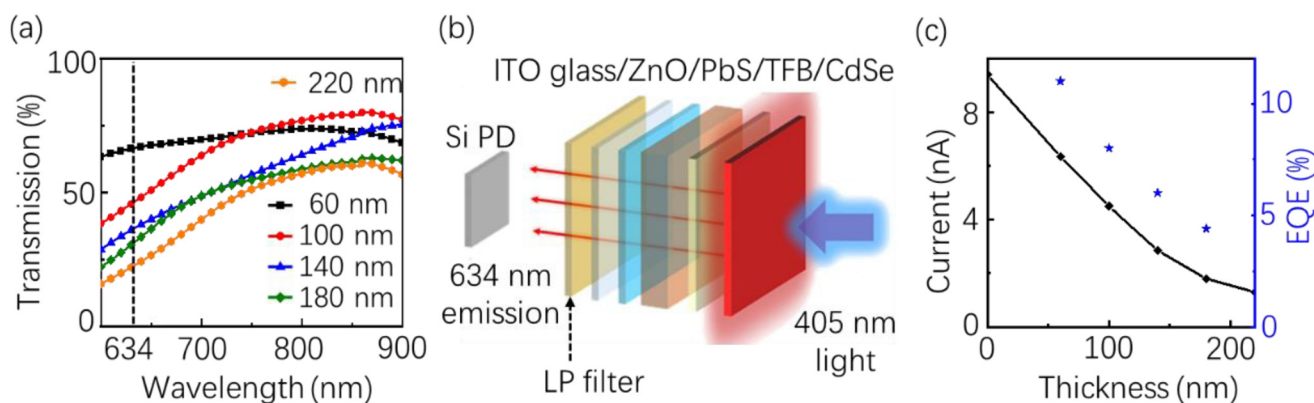 (a)
100
50
0
Transmission (%)
220 nm
60 nm
100 nm
140 nm
180 nm
634 700 800 900
Wavelength (nm)
(b)
ITO glass/ZnO/PbS/TFB/CdSe
Si PD
634 nm
emission
LP filter
405 nm
light
(c)
8
4
0
Current (nA)
10
5
0
EQE (%)
0 100 200
Thickness (nm)